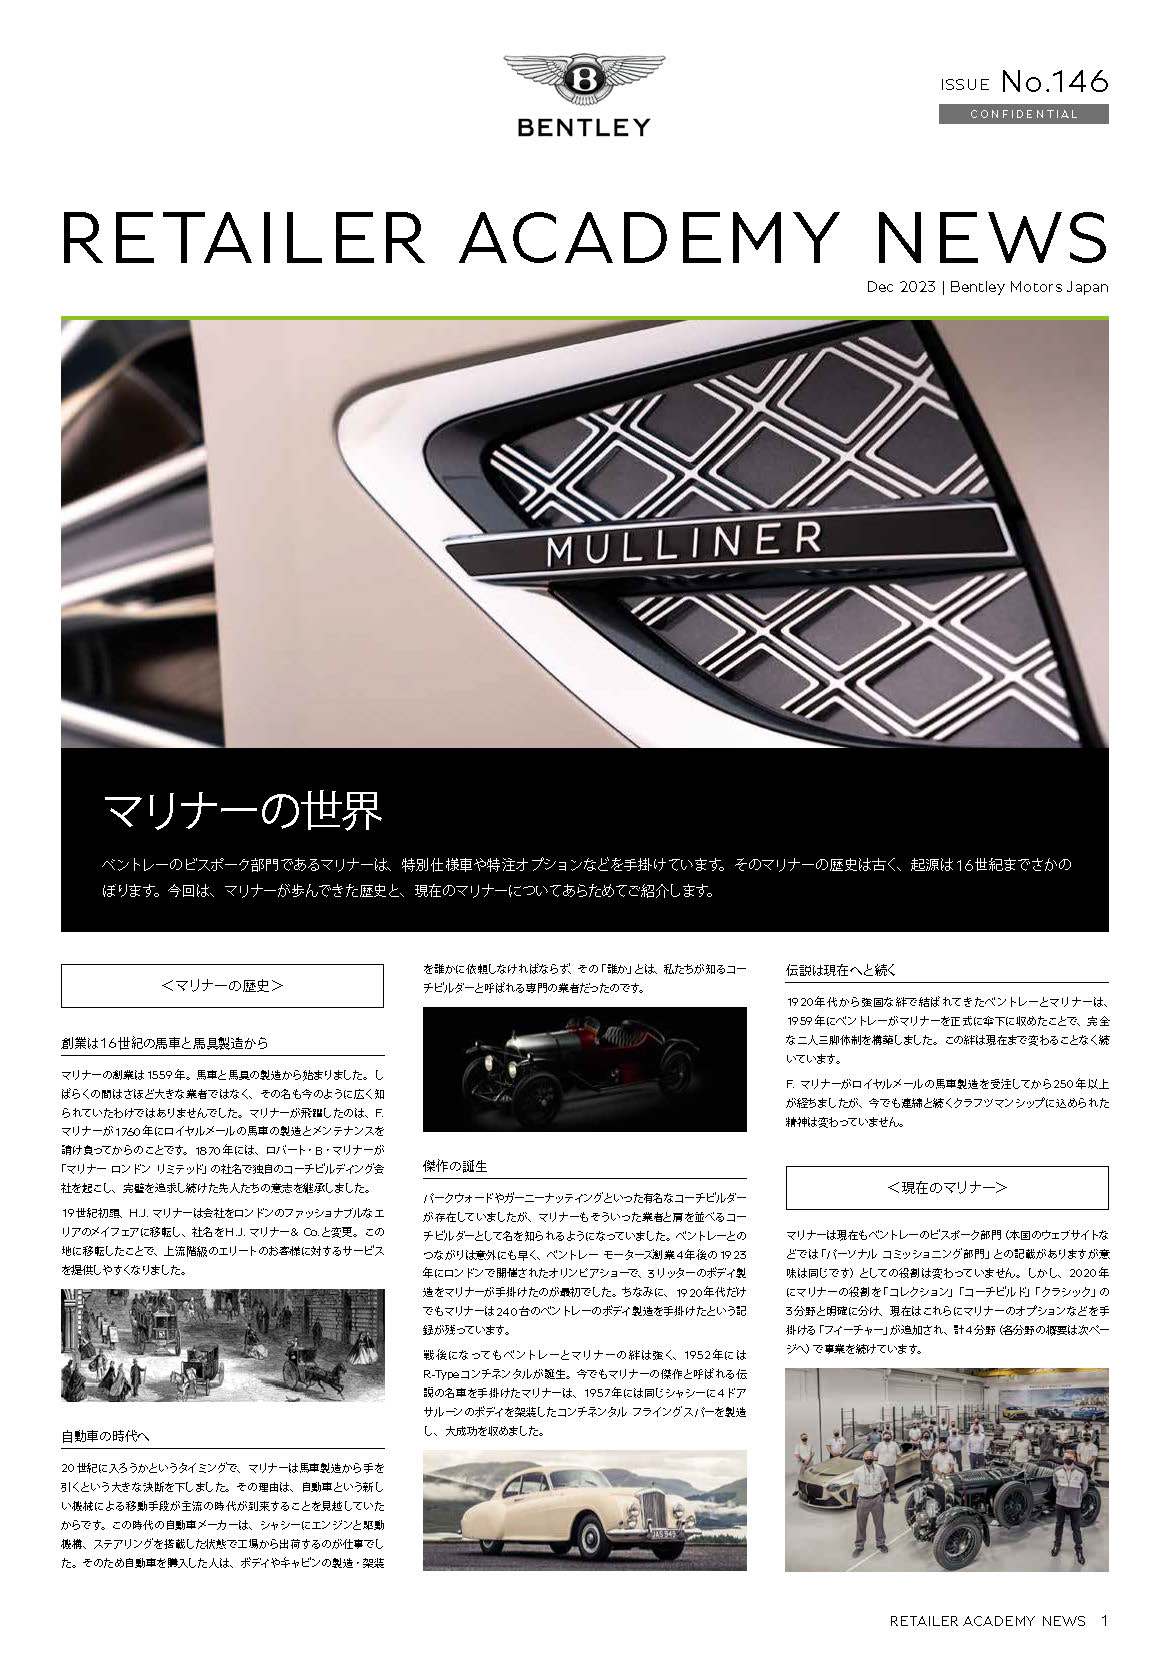 BENTLEY
ISSUE No.146
CONFIDENTIAL
RETAILER ACADEMY NEWS
Dec 2023 | Bentley Motors Japan
MULLINER
マリナーの世界
ベントレーのビスポーク部門であるマリナーは、特別仕様車や特注オプションなどを手掛けています。そのマリナーの歴史は古く、起源は16世紀までさかの
ぼります。今回は、マリナーが歩んできた歴史と、現在のマリナーについてあらためてご紹介します。
＜マリナーの歴史＞
創業は16世紀の馬車と馬具製造から
マリナーの創業は1559年。馬車と馬具の製造から始まりました。し
ばらくの間はさほど大きな業者ではなく、その名も今のように広く知
られていたわけではありませんでした。マリナーが飛躍したのは、F.
マリナーが1760年にロイヤルメールの馬車の製造とメンテナンスを
請け負ってからのことです。1870年には、ロバート・B・マリナーが
「マリナー ロンドン リミテッド」の社名で独自のコーチビルディング会
社を起こし、完璧を追求し続けた先人たちの意志を継承しました。
19世紀初頭、H.J. マリナーは会社をロンドンのファッショナブルなエ
リアのメイフェアに移転し、社名をH.J. マリナー& Co.と変更。この
地に移転したことで、上流階級のエリートのお客様に対するサービス
を提供しやすくなりました。
自動車の時代へ
20世紀に入ろうかというタイミングで、マリナーは馬車製造から手を
引くという大きな決断を下しました。その理由は、自動車という新し
い機械による移動手段が主流の時代が到来することを見越していた
からです。この時代の自動車メーカーは、シャシーにエンジンと駆動
機構、ステアリングを搭載した状態で工場から出荷するのが仕事でし
た。そのため自動車を購入した人は、ボディやキャビンの製造・架装
を誰かに依頼しなければならず、その「誰か」とは、私たちが知るコー
チビルダーと呼ばれる専門の業者だったのです。
傑作の誕生
パークウォードやガーニーナッティングといった有名なコーチビルダー
が存在していましたが、マリナーもそういった業者と肩を並べるコー
チビルダーとして名を知られるようになっていました。ベントレーとの
つながりは意外にも早く、ベントレー モーターズ創業4年後の1923
年にロンドンで開催されたオリンピアショーで、3リッターのボディ製
造をマリナーが手掛けたのが最初でした。ちなみに、1920年代だけ
でもマリナーは240台のベントレーのボディ製造を手掛けたという記
録が残っています。
戦後になってもベントレーとマリナーの絆は強く、1952年には
R-Typeコンチネンタルが誕生。今でもマリナーの傑作と呼ばれる伝
説の名車を手掛けたマリナーは、1957年には同じシャシーに4ドア
サルーンのボディを架装したコンチネンタル フライングスパーを製造
し、大成功を収めました。
JAS 949
伝説は現在へと続く
1920年代から強固な絆で結ばれてきたベントレーとマリナーは、
1959年にベントレーがマリナーを正式に傘下に収めたことで、完全
な二人三脚体制を構築しました。この絆は現在まで変わることなく続
いています。
F. マリナーがロイヤルメールの馬車製造を受注してから250年以上
が経ちましたが、今でも連綿と続くクラフツマンシップに込められた
精神は変わっていません。
＜現在のマリナー＞
マリナーは現在もベントレーのビスポーク部門（本国のウェブサイトな
どでは「パーソナル コミッショニング部門」との記載がありますが意
味は同じです）としての役割は変わっていません。しかし、2020年
にマリナーの役割を「コレクション」「コーチビルド」「クラシック」の
3分野と明確に分け、現在はこれらにマリナーのオプションなどを手
掛ける「フィーチャー」が追加され、計4分野（各分野の概要は次ペー
ジへ）で事業を続けています。
RETAILER ACADEMY NEWS 1